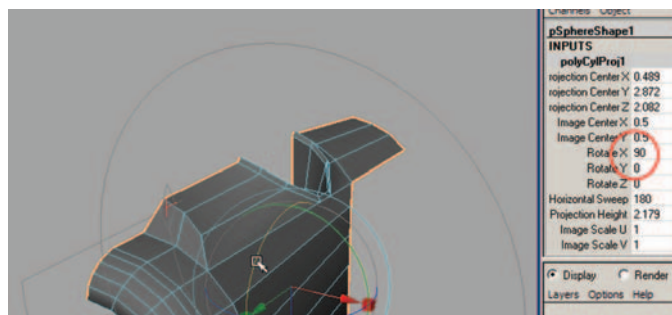 Channels Object
pSphereShape1
INPUTS
polyCylProj1
rojection Center X 0.489
rojection Center Y 2.872
rojection Center Z 2.082
Image Center X 0.5
Image Center Y 0.5
Rotate X 90
Rotate Y 0
Rotate Z 0
Horizontal Sweep 180
Projection Height 2.179
Image Scale U 1
Image Scale V 1
Display Render
Layers Options Help